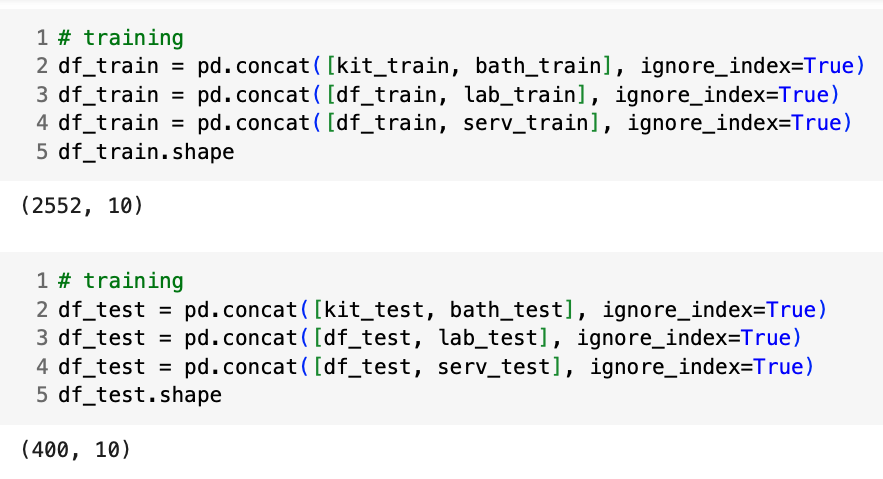 1 # training
2 df_train = pd.concat([kit_train, bath_train], ignore_index=True)
3 df_train = pd.concat([df_train, lab_train], ignore_index=True)
4 df_train = pd.concat([df_train, serv_train], ignore_index=True)
5 df_train.shape
(2552, 10)
1 # training
2 df_test = pd.concat([kit_test, bath_test], ignore_index=True)
3 df_test = pd.concat([df_test, lab_test], ignore_index=True)
4 df_test = pd.concat([df_test, serv_test], ignore_index=True)
5 df_test.shape
(400, 10)